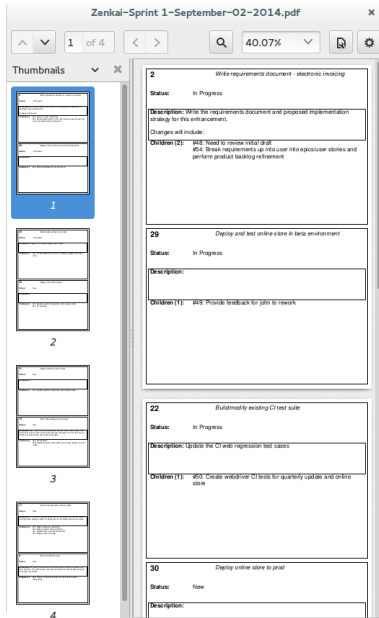 Zenkai-Sprint 1-September-02-2014.pdf ×
1 of 4
40.07%
Thumbnails
1
2
3
4
2 Write requirements document - electronic invoicing
Status: In Progress
Description: Write the requirements document and proposed implementation
strategy for this enhancement.
Changes will include:
Children (2): #48: Need to review initial draft
#54: Break requirements up into user into epics/user stories and
perform product backlog refinement
29 Deploy and test online store in beta environment
Status: In Progress
Description:
Children (1): #49: Provide feedback for john to rework
22 Build/modify existing CI test suite
Status: In Progress
Description: Update the CI web regression test cases
Children (1): #50: Create webdriver CI tests for quarterly update and online
store
30 Deploy online store to prod
Status: New
Description: